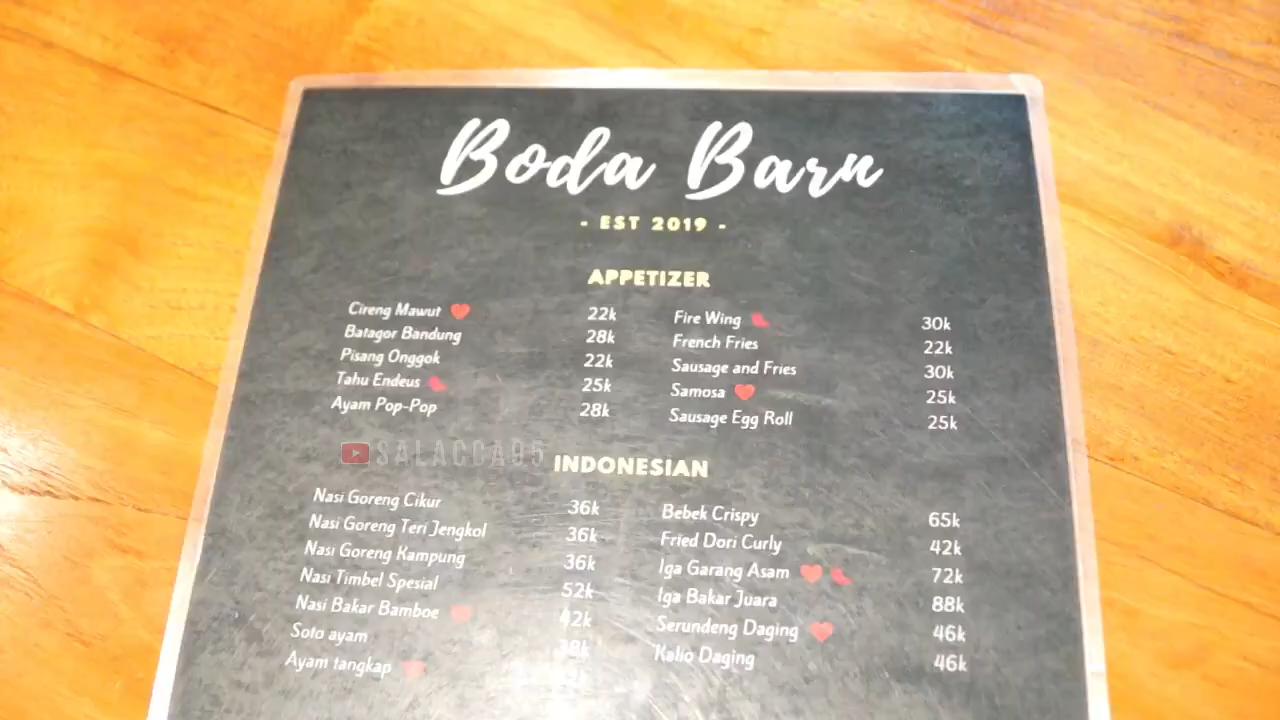 Boda Barn
- EST 2019 -
APPETIZER
Cireng Mawut 22k
Batagor Bandung 28k
Pisang Onggok 22k
Tahu Endeus 25k
Ayam Pop-Pop 28k
Fire Wing 30k
French Fries 22k
Sausage and Fries 30k
Samosa 25k
Sausage Egg Roll 25k
SALACCA05
INDONESIAN
Nasi Goreng Cikur 36k
Nasi Goreng Teri Jengkol 36k
Nasi Goreng Kampung 36k
Nasi Timbel Spesial 52k
Nasi Bakar Bamboe 42k
Soto ayam 38k
Ayam tangkap
Bebek Crispy 65k
Fried Dori Curly 42k
Iga Garang Asam 72k
Iga Bakar Juara 88k
Serundeng Daging 46k
Kalio Daging 46k